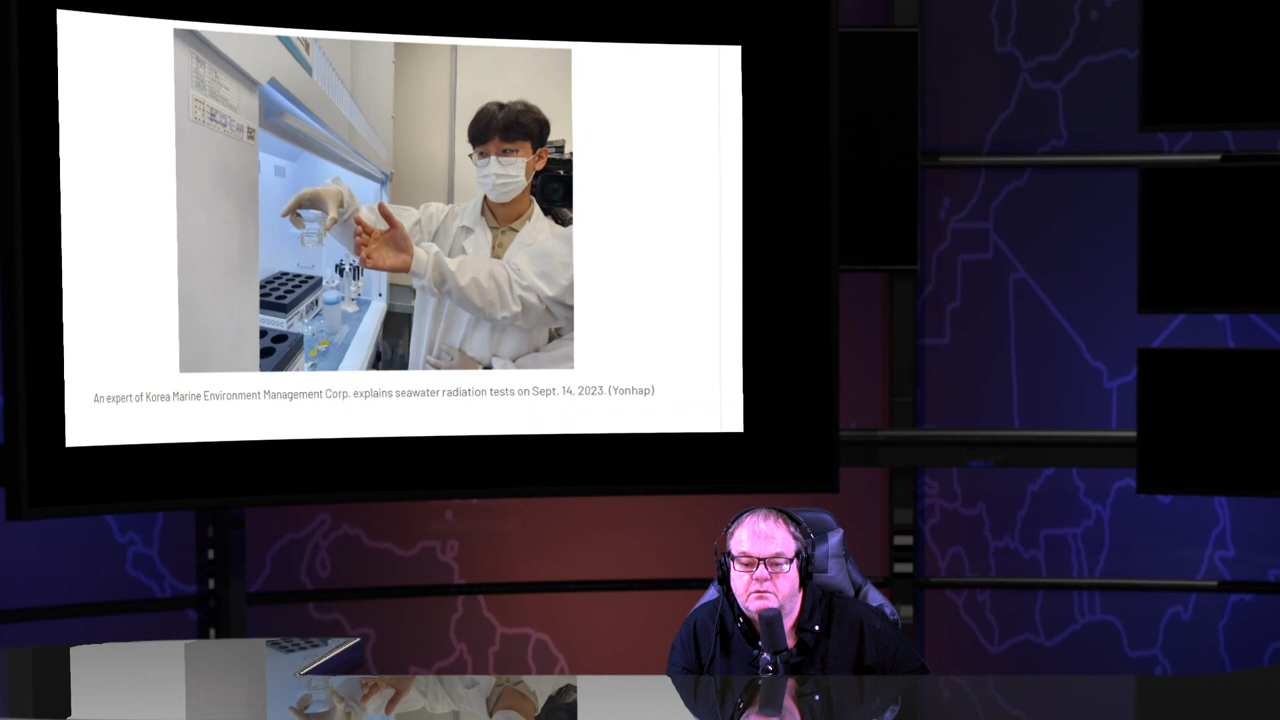 An expert of Korea Marine Environment Management Corp. explains seawater radiation tests on Sept. 14, 2023. (Yonhap)